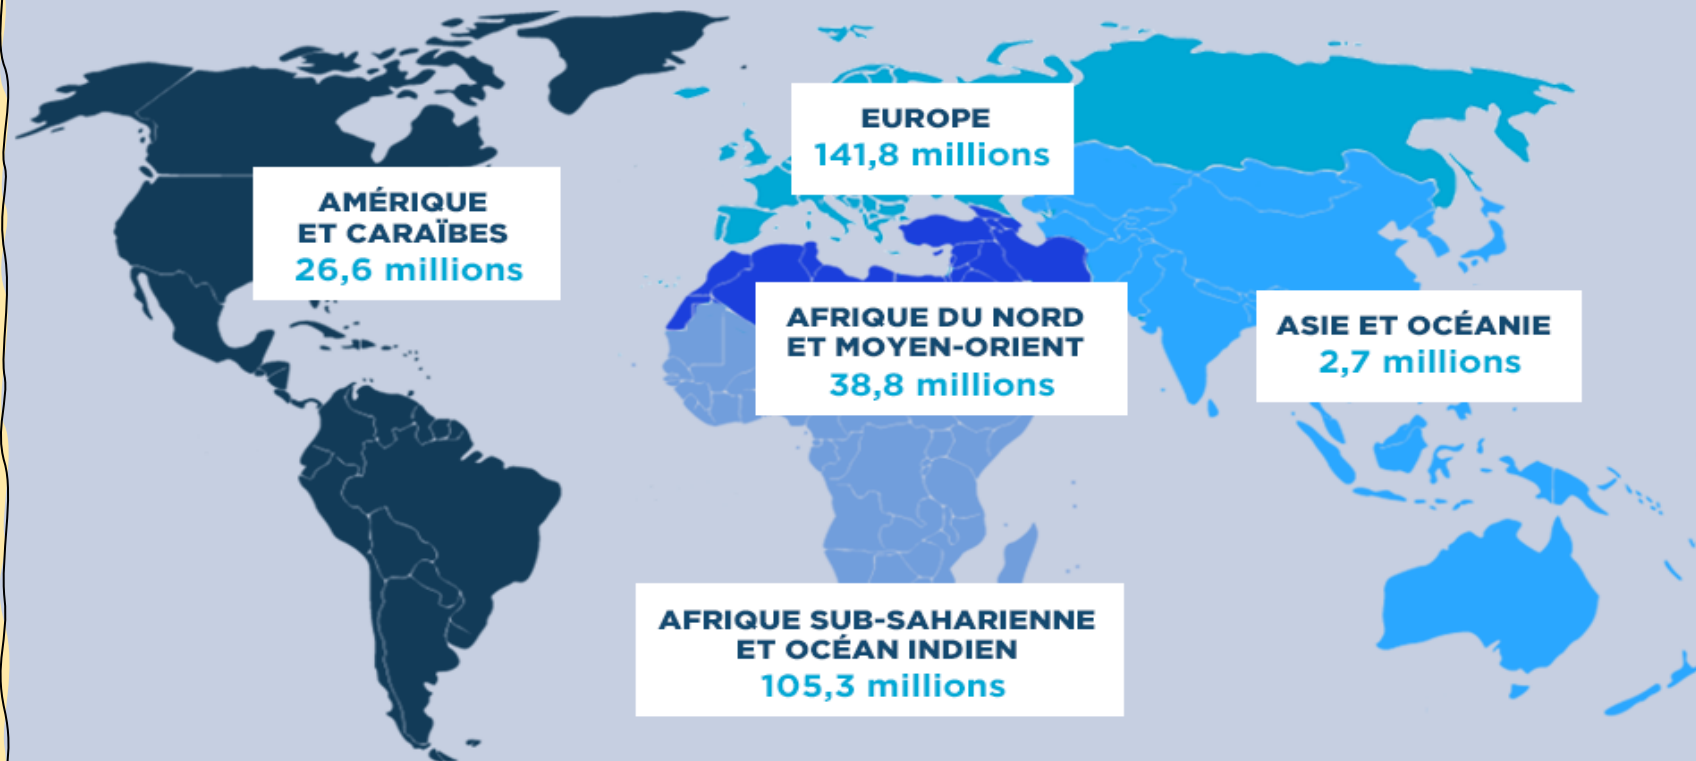 EUROPE
141,8 millions
AMÉRIQUE
ET CARAÏBES
26,6 millions
AFRIQUE DU NORD
ET MOYEN-ORIENT
38,8 millions
ASIE ET OCÉANIE
2,7 millions
AFRIQUE SUB-SAHARIENNE
ET OCÉAN INDIEN
105,3 millions